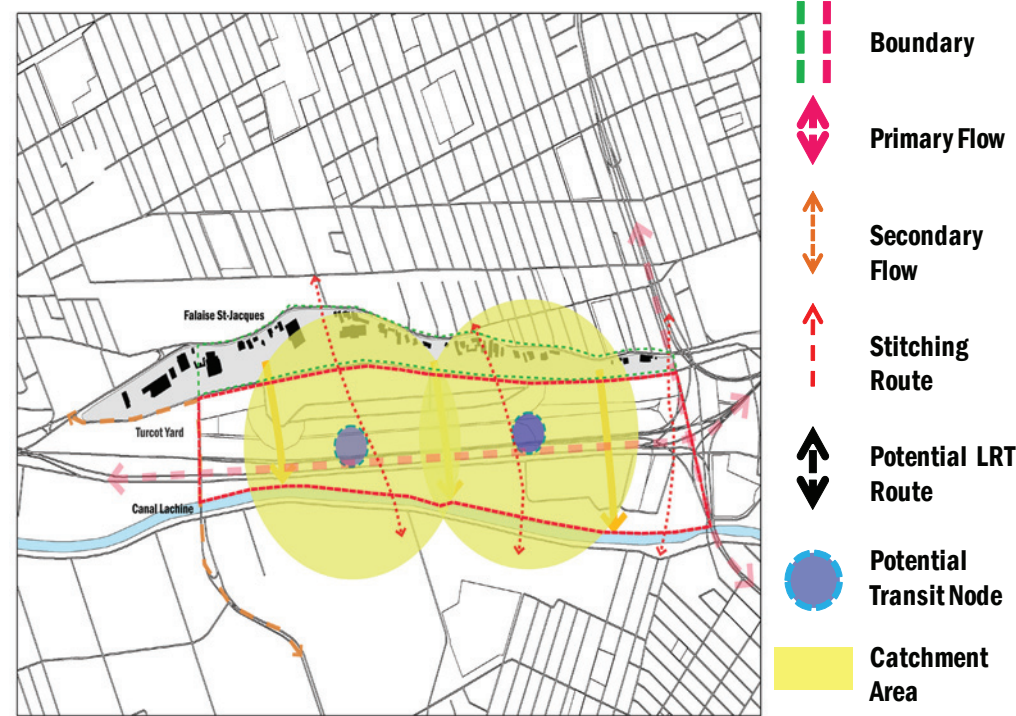 Falaise St-Jacques
Turcot Yard
Canal Lachine
Boundary
Primary Flow
Secondary
Flow
Stitching
Route
Potential LRT
Route
Potential
Transit Node
Catchment
Area